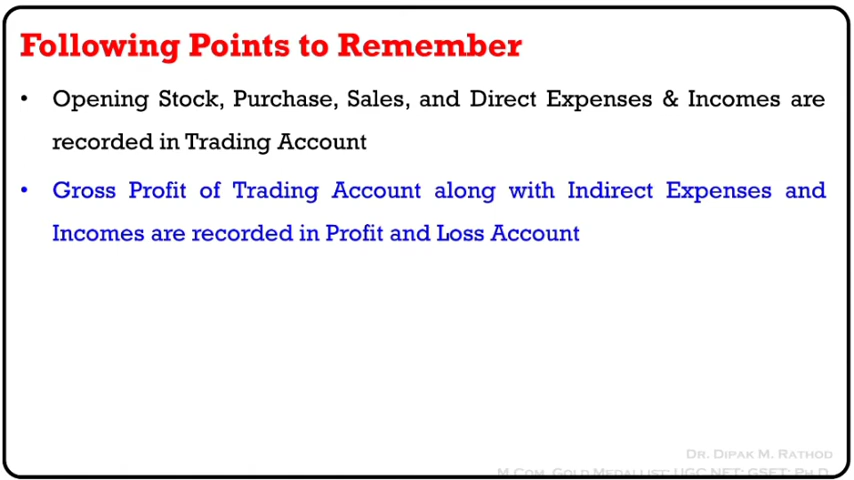 Following Points to Remember
• Opening Stock, Purchase, Sales, and Direct Expenses & Incomes are
recorded in Trading Account
• Gross Profit of Trading Account along with Indirect Expenses and
Incomes are recorded in Profit and Loss Account
Dr. Dipak M. Rathod
M.Com. Gold Medallist; UGC NET; GSET; Ph.D.